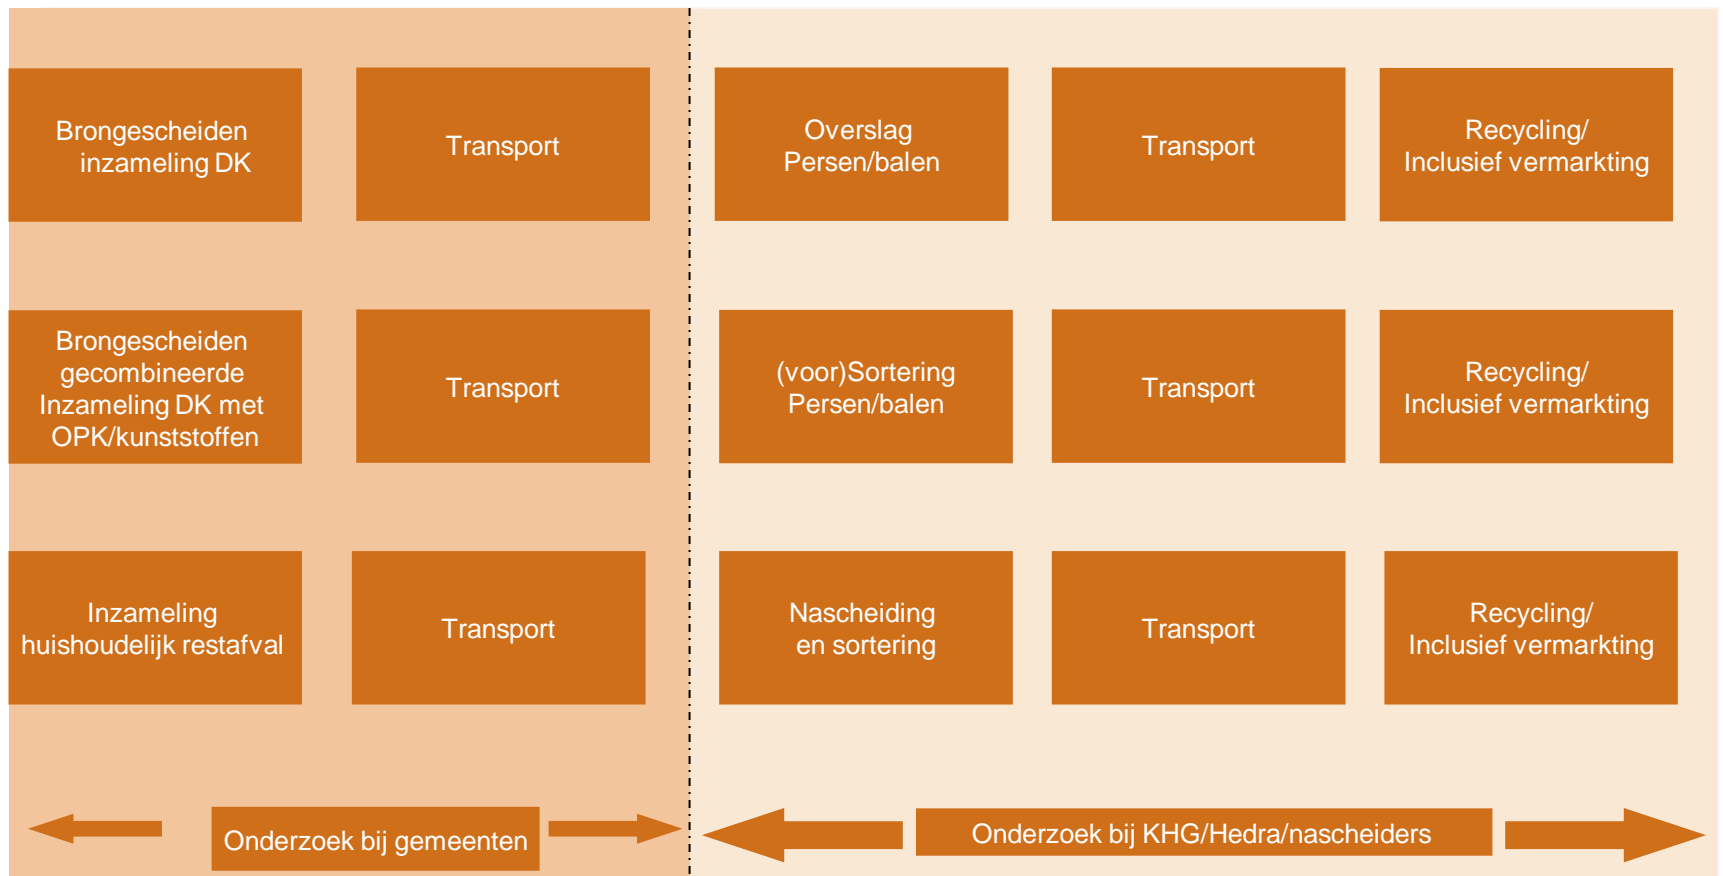 Brongescheiden
inzameling DK
Transport
Overslag
Persen/balen
Transport
Recycling/
Inclusief vermarkting
Brongescheiden
gecombineerde
Inzameling DK met
OPK/kunststoffen
Transport
(voor)Sortering
Persen/balen
Transport
Recycling/
Inclusief vermarkting
Inzameling
huishoudelijk restafval
Transport
Nascheiding
en sortering
Transport
Recycling/
Inclusief vermarkting
Onderzoek bij gemeenten
Onderzoek bij KHG/Hedra/nascheiders